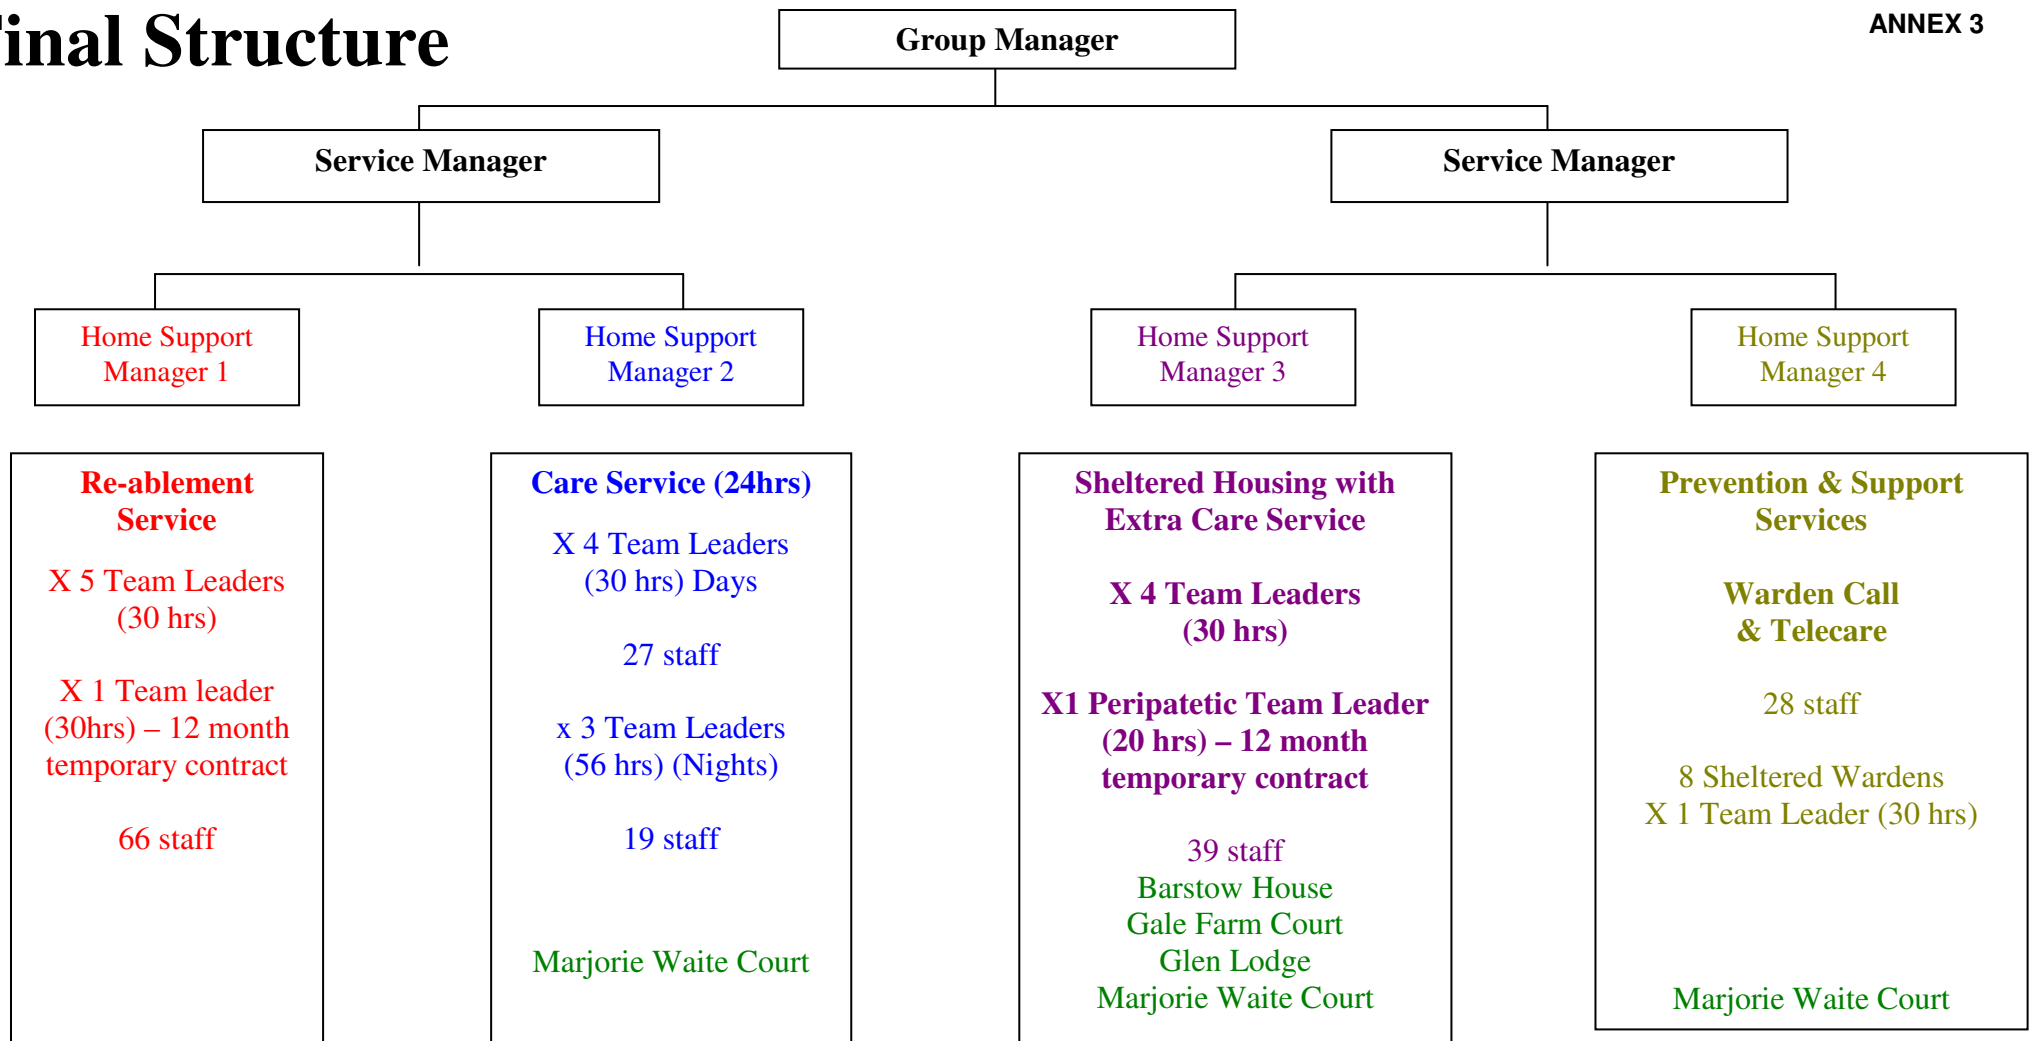 inal Structure
ANNEX 3
Group Manager
Service Manager
Service Manager
Home Support
Manager 1
Home Support
Manager 2
Home Support
Manager 3
Home Support
Manager 4
Re-ablement
Service
X 5 Team Leaders
(30 hrs)
X 1 Team leader
(30hrs) – 12 month
temporary contract
66 staff
Care Service (24hrs)
X 4 Team Leaders
(30 hrs) Days
27 staff
x 3 Team Leaders
(56 hrs) (Nights)
19 staff
Marjorie Waite Court
Sheltered Housing with
Extra Care Service
X 4 Team Leaders
(30 hrs)
X1 Peripatetic Team Leader
(20 hrs) – 12 month
temporary contract
39 staff
Barstow House
Gale Farm Court
Glen Lodge
Marjorie Waite Court
Prevention & Support
Services
Warden Call
& Telecare
28 staff
8 Sheltered Wardens
X 1 Team Leader (30 hrs)
Marjorie Waite Court